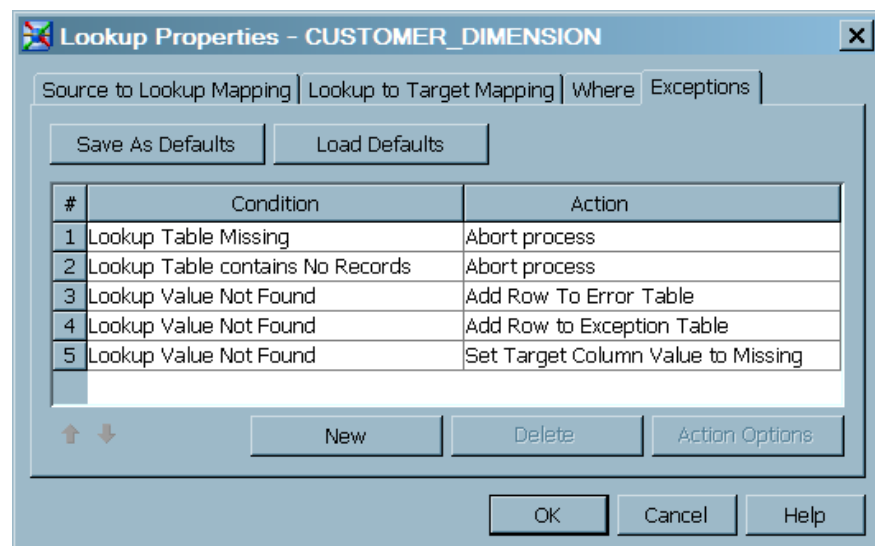 Lookup Properties - CUSTOMER_DIMENSION
Source to Lookup Mapping Lookup to Target Mapping Where Exceptions
Save As Defaults Load Defaults
# Condition Action
1 Lookup Table Missing Abort process
2 Lookup Table contains No Records Abort process
3 Lookup Value Not Found Add Row To Error Table
4 Lookup Value Not Found Add Row to Exception Table
5 Lookup Value Not Found Set Target Column Value to Missing
New Delete Action Options
OK Cancel Help